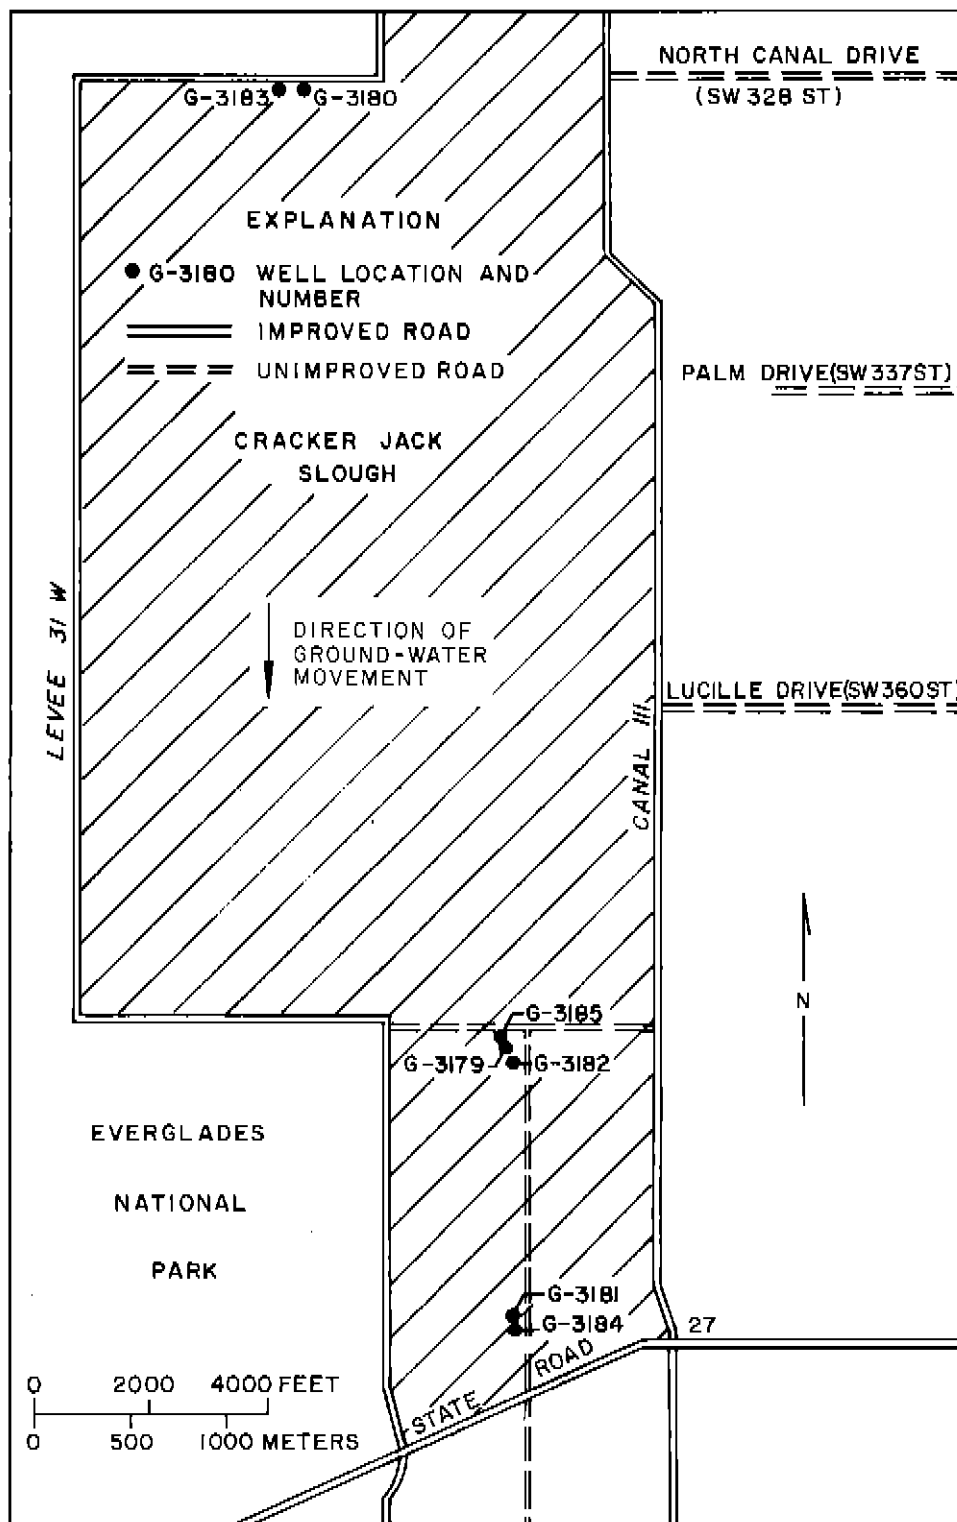 NORTH CANAL DRIVE
(SW 328 ST)
G-3183
G-3180
EXPLANATION
G-3180 WELL LOCATION AND
NUMBER
IMPROVED ROAD
UNIMPROVED ROAD
PALM DRIVE(SW337ST)
CRACKER JACK
SLOUGH
LEVEE 31 W
DIRECTION OF
GROUND-WATER
MOVEMENT
LUCILLE DRIVE(SW360ST)
CANAL III
N
G-3185
G-3179
G-3182
EVERGLADES
NATIONAL
PARK
G-3181
G-3184
STATE ROAD 27
0 2000 4000 FEET
0 500 1000 METERS